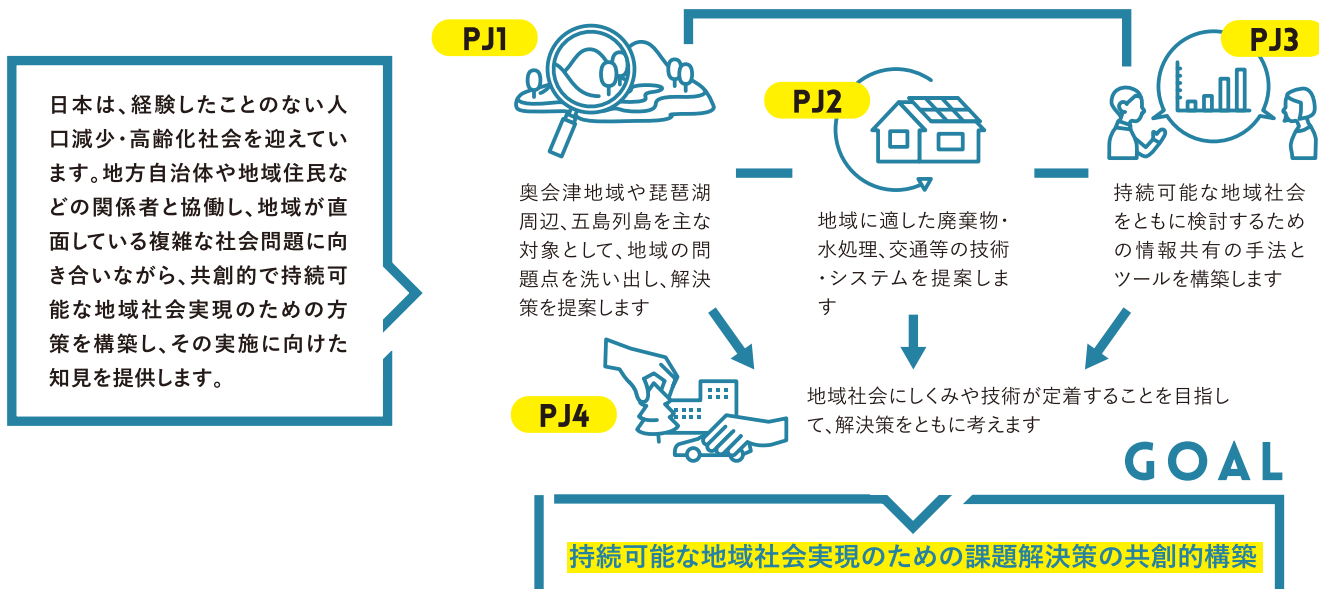 日本は、経験したことのない人
口減少・高齢化社会を迎えてい
ます。地方自治体や地域住民な
どの関係者と協働し、地域が直
面している複雑な社会問題に向
き合いながら、共創的で持続可
能な地域社会実現のための方
策を構築し、その実施に向けた
知見を提供します。
PJ1
奥会津地域や琵琶湖
周辺、五島列島を主な
対象として、地域の問
題点を洗い出し、解決
策を提案します
PJ2
地域に適した廃棄物・
水処理、交通等の技術
・システムを提案しま
す
PJ3
持続可能な地域社会
をともに検討するため
の情報共有の手法と
ツールを構築します
PJ4
地域社会にしくみや技術が定着することを目指し
て、解決策をともに考えます
GOAL
持続可能な地域社会実現のための課題解決策の共創的構築